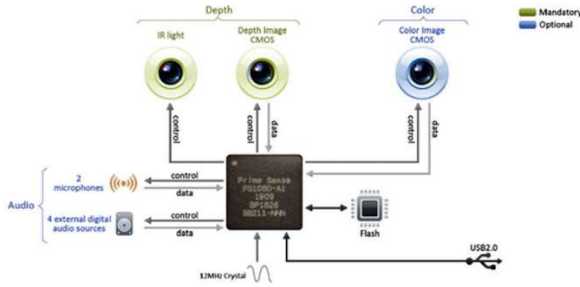 Depth
Color
Mandatory
Optional
IR light
Depth Image
CMOS
Color Image
CMOS
control
control
data
control
data
Prime Sense
PS1080-A1
1909
SP1826
SB211-NNN
2
microphones
control
data
Audio
4 external digital
audio sources
control
data
Flash
USB2.0
12MHz Crystal